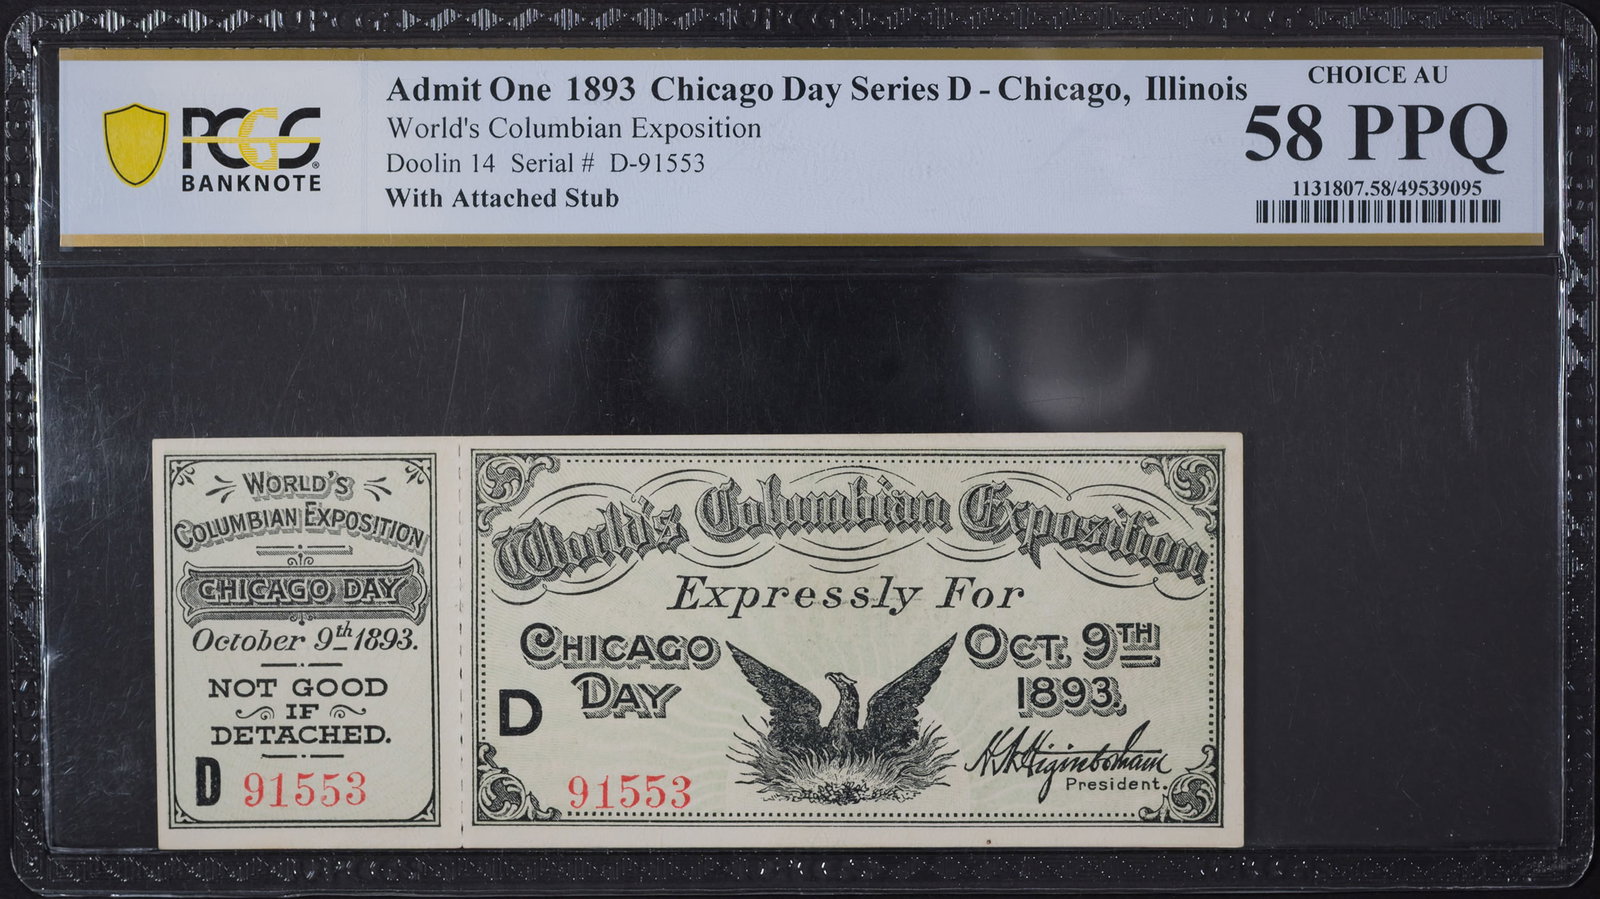 PCGS
BANKNOTE
Admit One 1893 Chicago Day Series D - Chicago, Illinois
World's Columbian Exposition
Doolin 14 Serial # D-91553
With Attached Stub
CHOICE AU
58 PPQ
1131807.58/49539095
WORLD'S
COLUMBIAN EXPOSITION
CHICAGO DAY
October 9th 1893.
NOT GOOD
IF
DETACHED.
D 91553
World's Columbian Exposition
Expressly For
CHICAGO
DAY
OCT. 9TH
1893.
D
91553
H. N. Higinbotham
President.